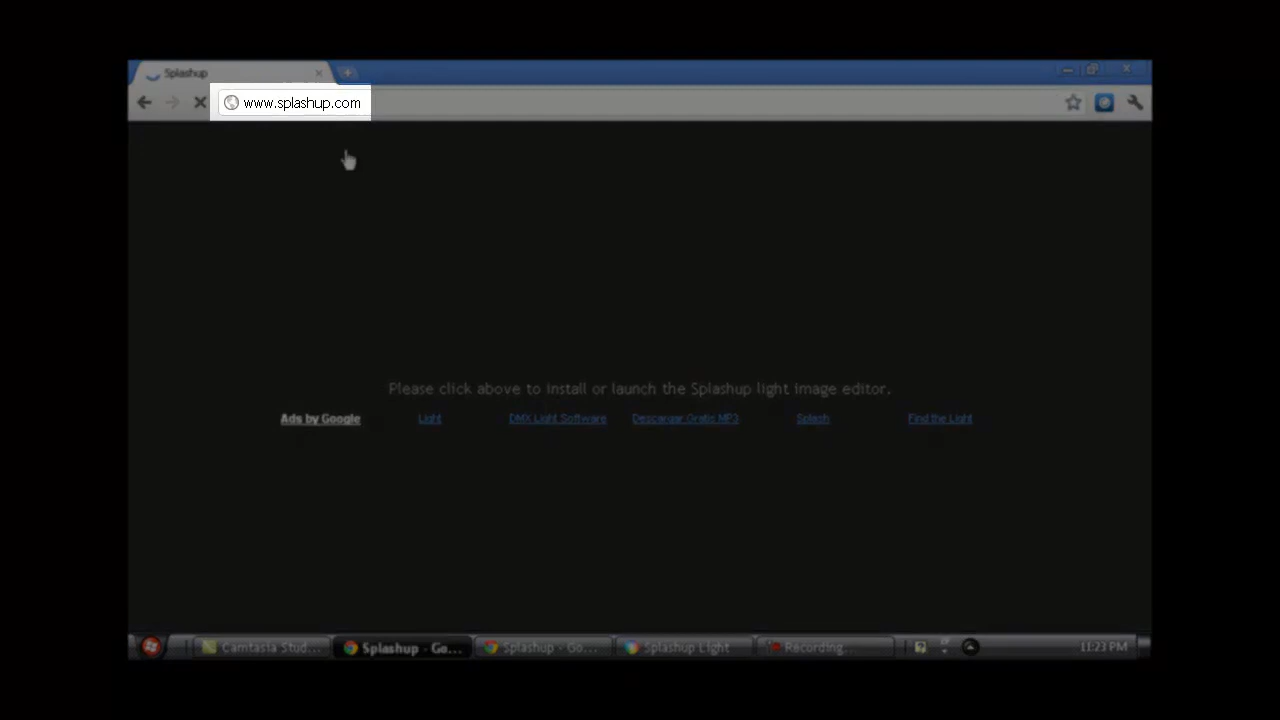 Splashup
www.splashup.com
Please click above to install or launch the Splashup light image editor.
Ads by Google Light DMX Light Software Descargar Gratis MP3 Splash Find the Light
Camtasia Stud... Splashup - Go... Splashup - Go... Splashup Light Recording... 11:23 PM